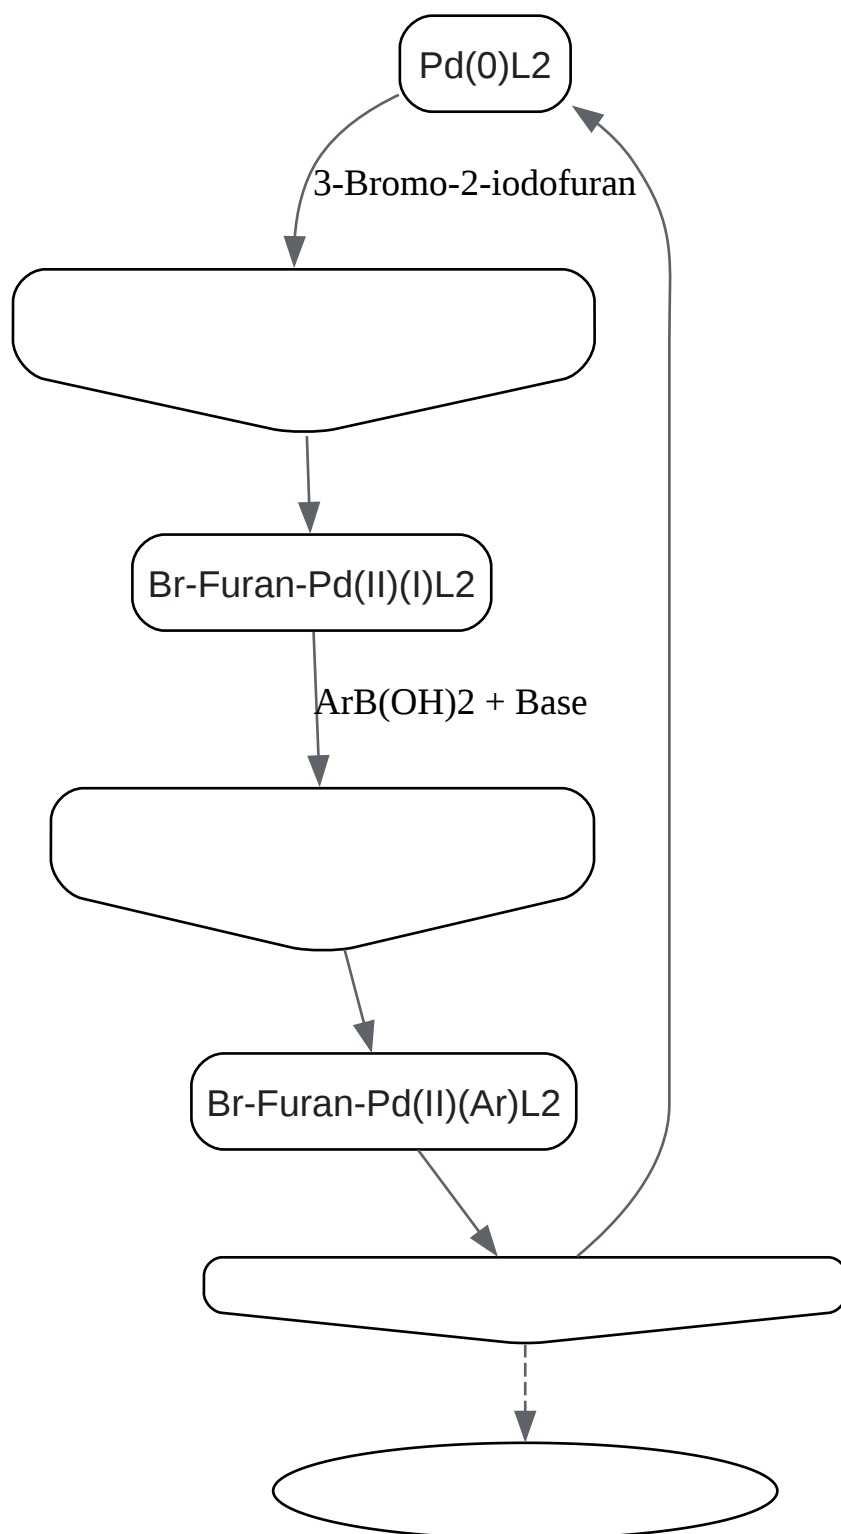 Pd(0)L2
3-Bromo-2-iodofuran
Br-Furan-Pd(II)(I)L2
ArB(OH)2 + Base
Br-Furan-Pd(II)(Ar)L2